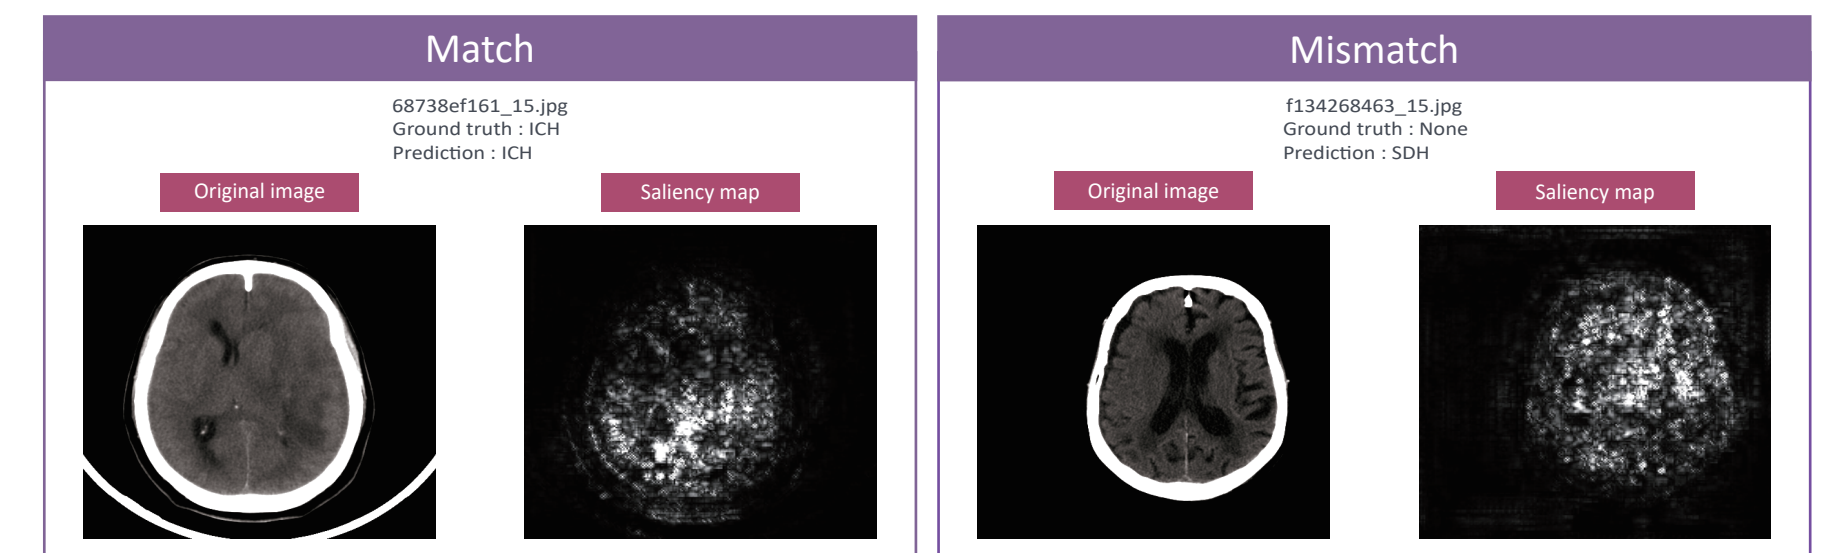 Match
68738ef161_15.jpg
Ground truth : ICH
Prediction : ICH
Original image
Saliency map
Mismatch
f134268463_15.jpg
Ground truth : None
Prediction : SDH
Original image
Saliency map